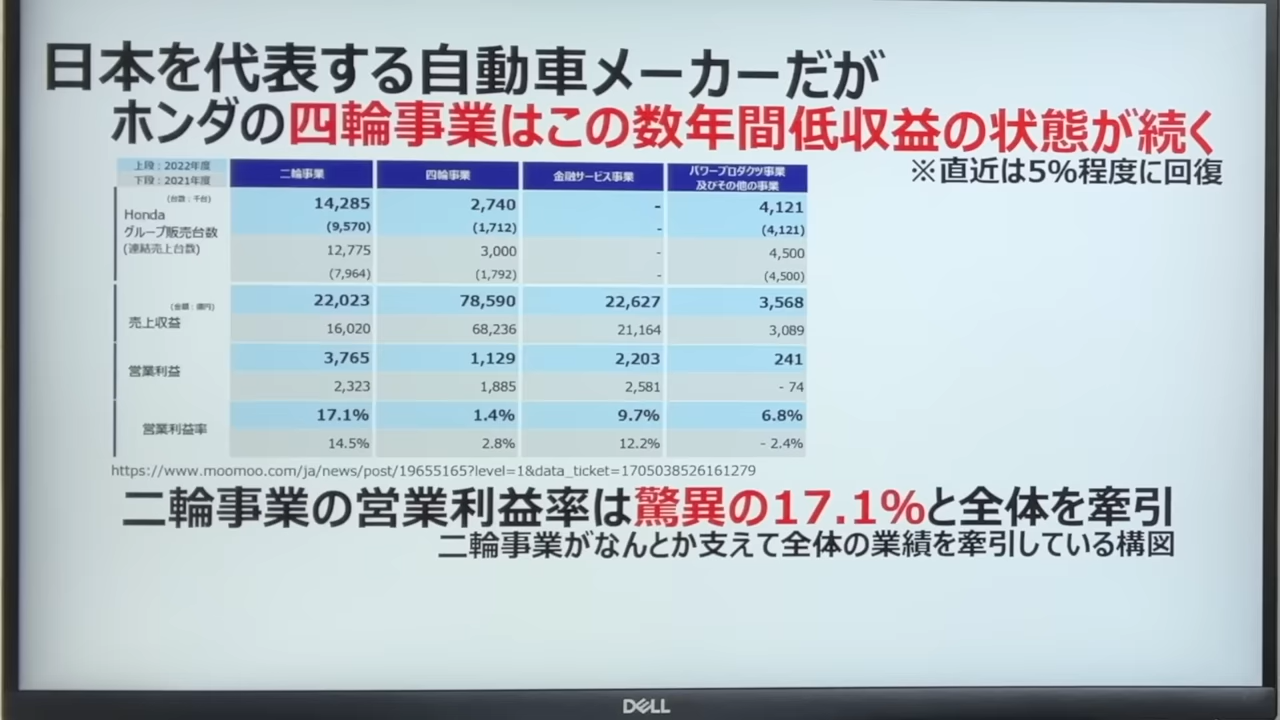 日本を代表する自動車メーカーだが
ホンダの四輪事業はこの数年間低収益の状態が続く
※直近は5%程度に回復
上段：2022年度
下段：2021年度
二輪事業 四輪事業 金融サービス事業 パワープロダクツ事業
及びその他の事業
(台数：千台)
Honda
グループ販売台数
(連結売上台数)
14,285 2,740 - 4,121
(9,570) (1,712) - (4,121)
12,775 3,000 - 4,500
(7,964) (1,792) - (4,500)
(金額：億円)
売上収益
22,023 78,590 22,627 3,568
16,020 68,236 21,164 3,089
営業利益
3,765 1,129 2,203 241
2,323 1,885 2,581 - 74
営業利益率
17.1% 1.4% 9.7% 6.8%
14.5% 2.8% 12.2% - 2.4%
https://www.moomoo.com/ja/news/post/19655165?level=1&data_ticket=1705038526161279
二輪事業の営業利益率は驚異の17.1%と全体を牽引
二輪事業がなんとか支えて全体の業績を牽引している構図
DELL